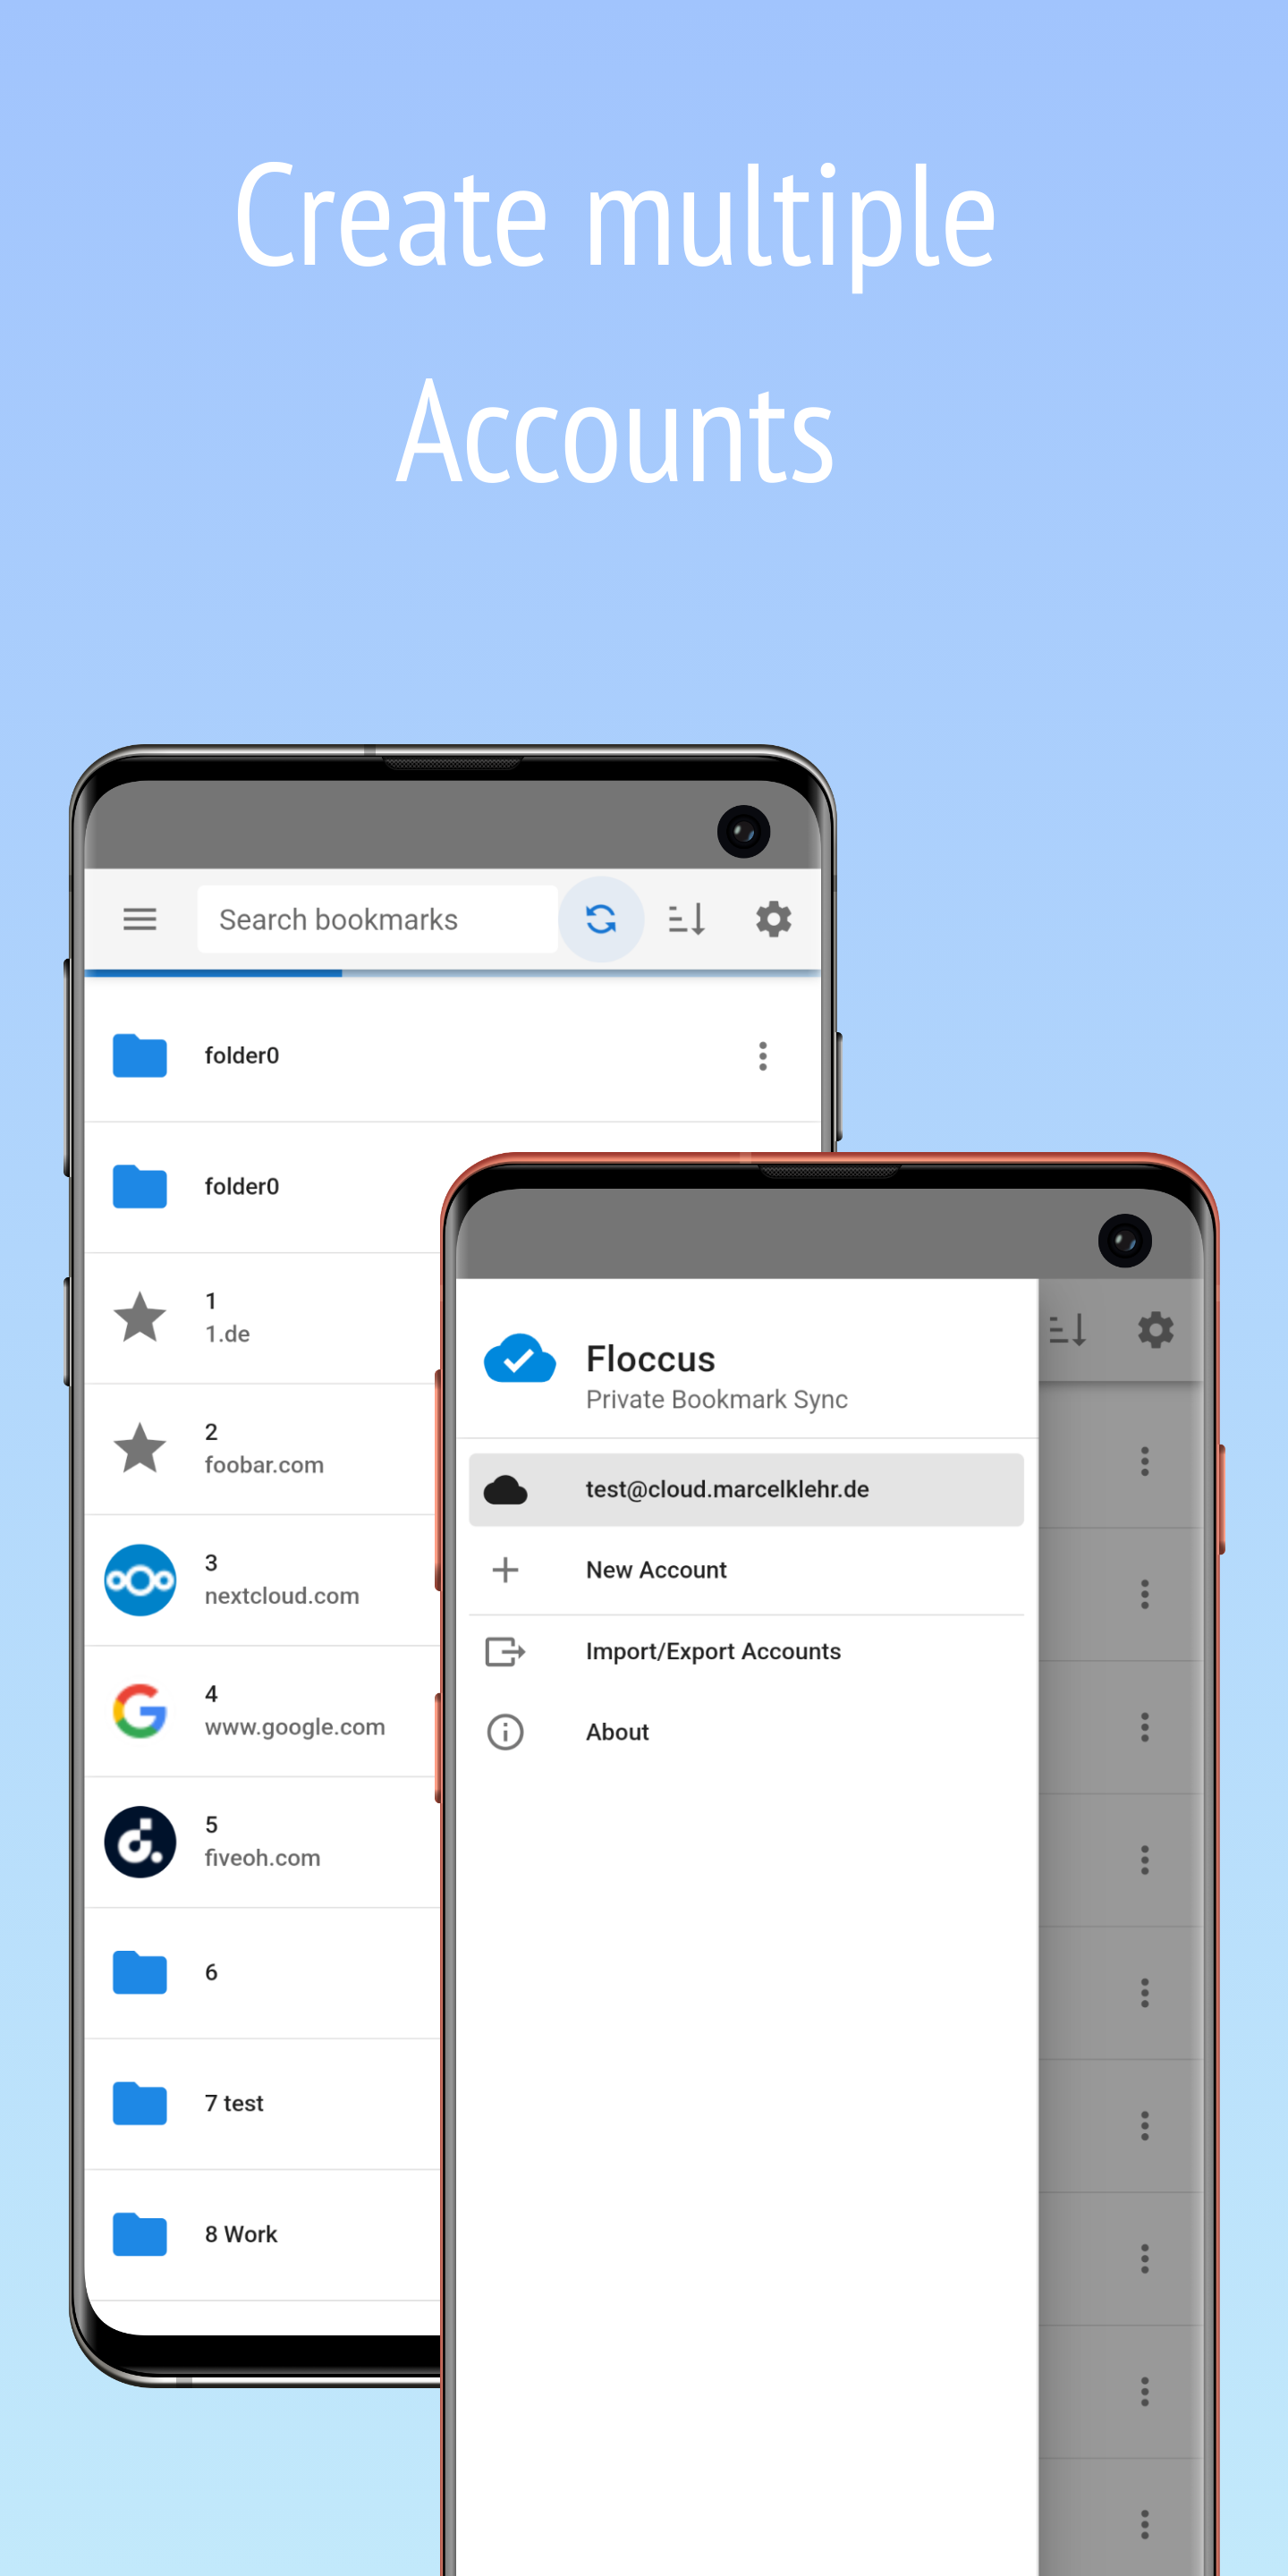 Create multiple
Accounts
Search bookmarks
folder0
folder0
1
1.de
2
foobar.com
3
nextcloud.com
4
www.google.com
5
fiveoh.com
6
7 test
8 Work
Floccus
Private Bookmark Sync
test@cloud.marcelklehr.de
New Account
Import/Export Accounts
About